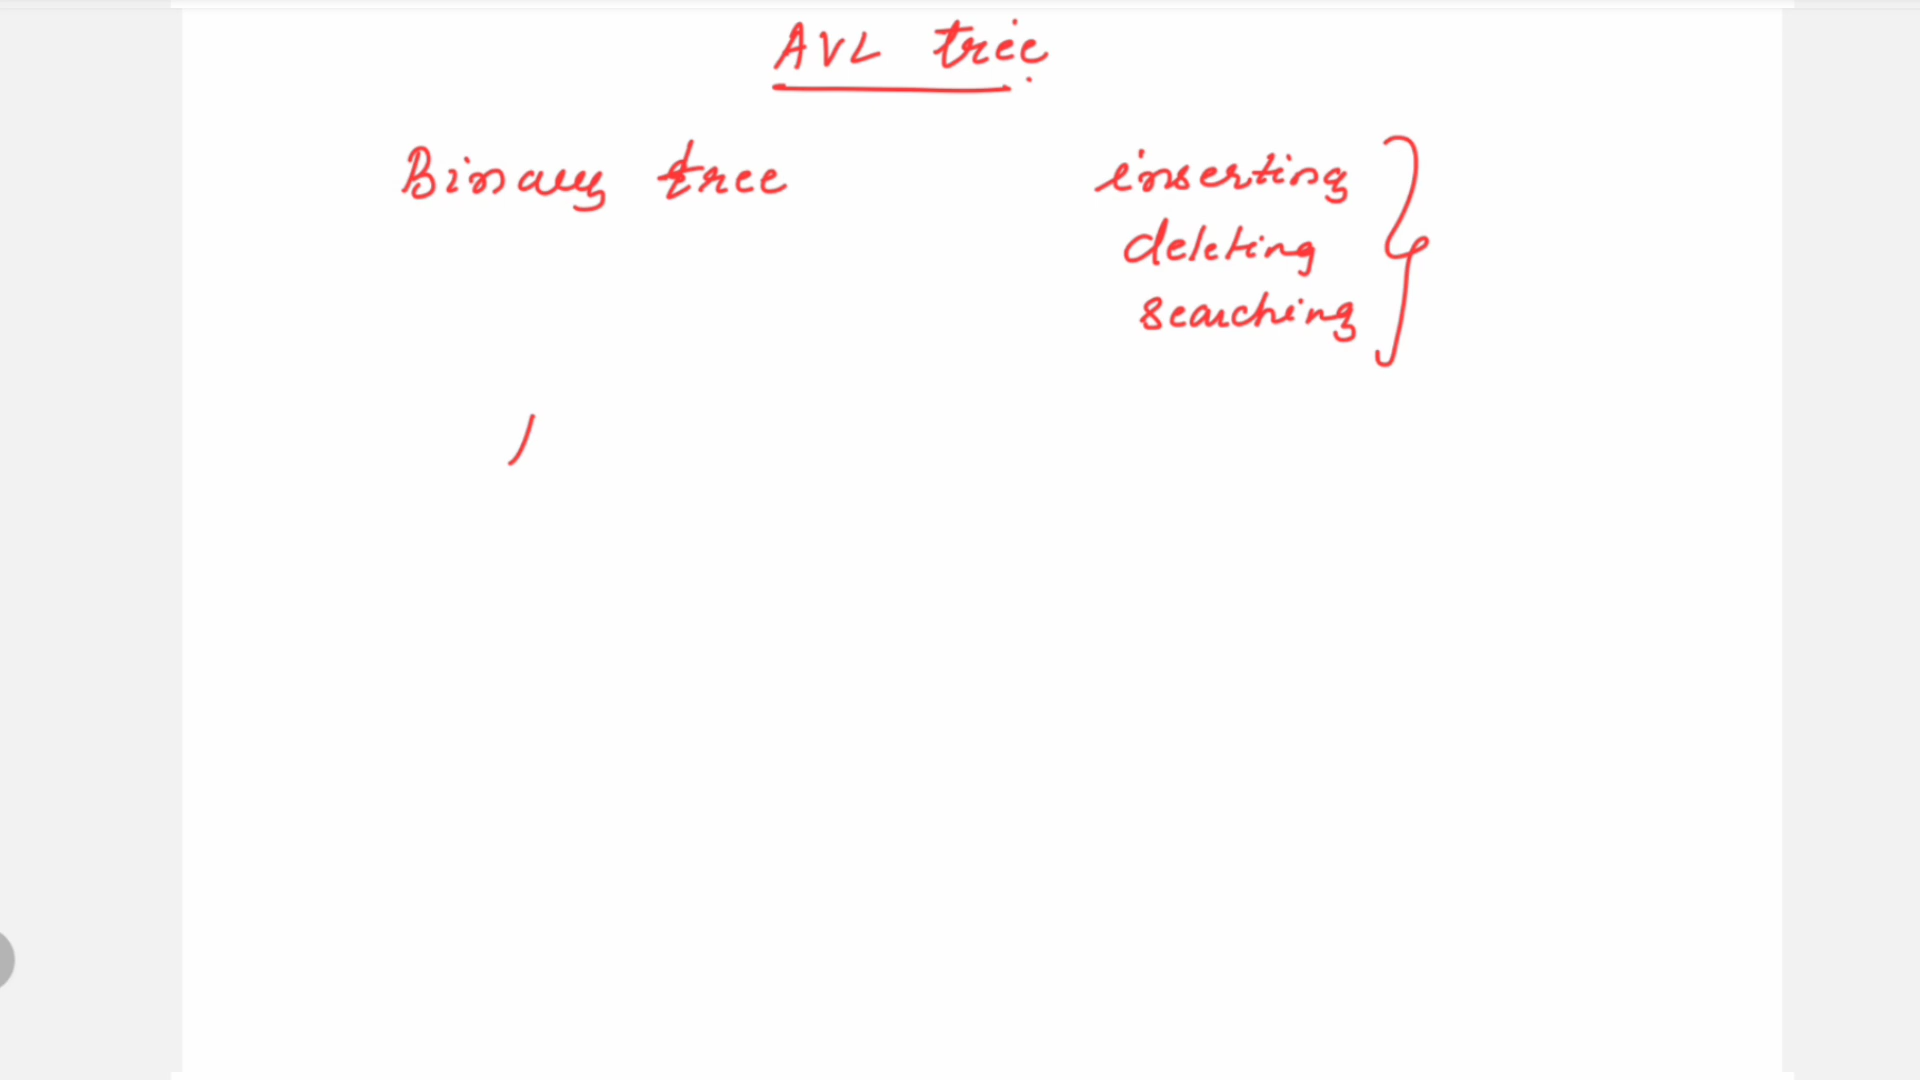 AVL tree
Binary tree
inserting
deleting
searching